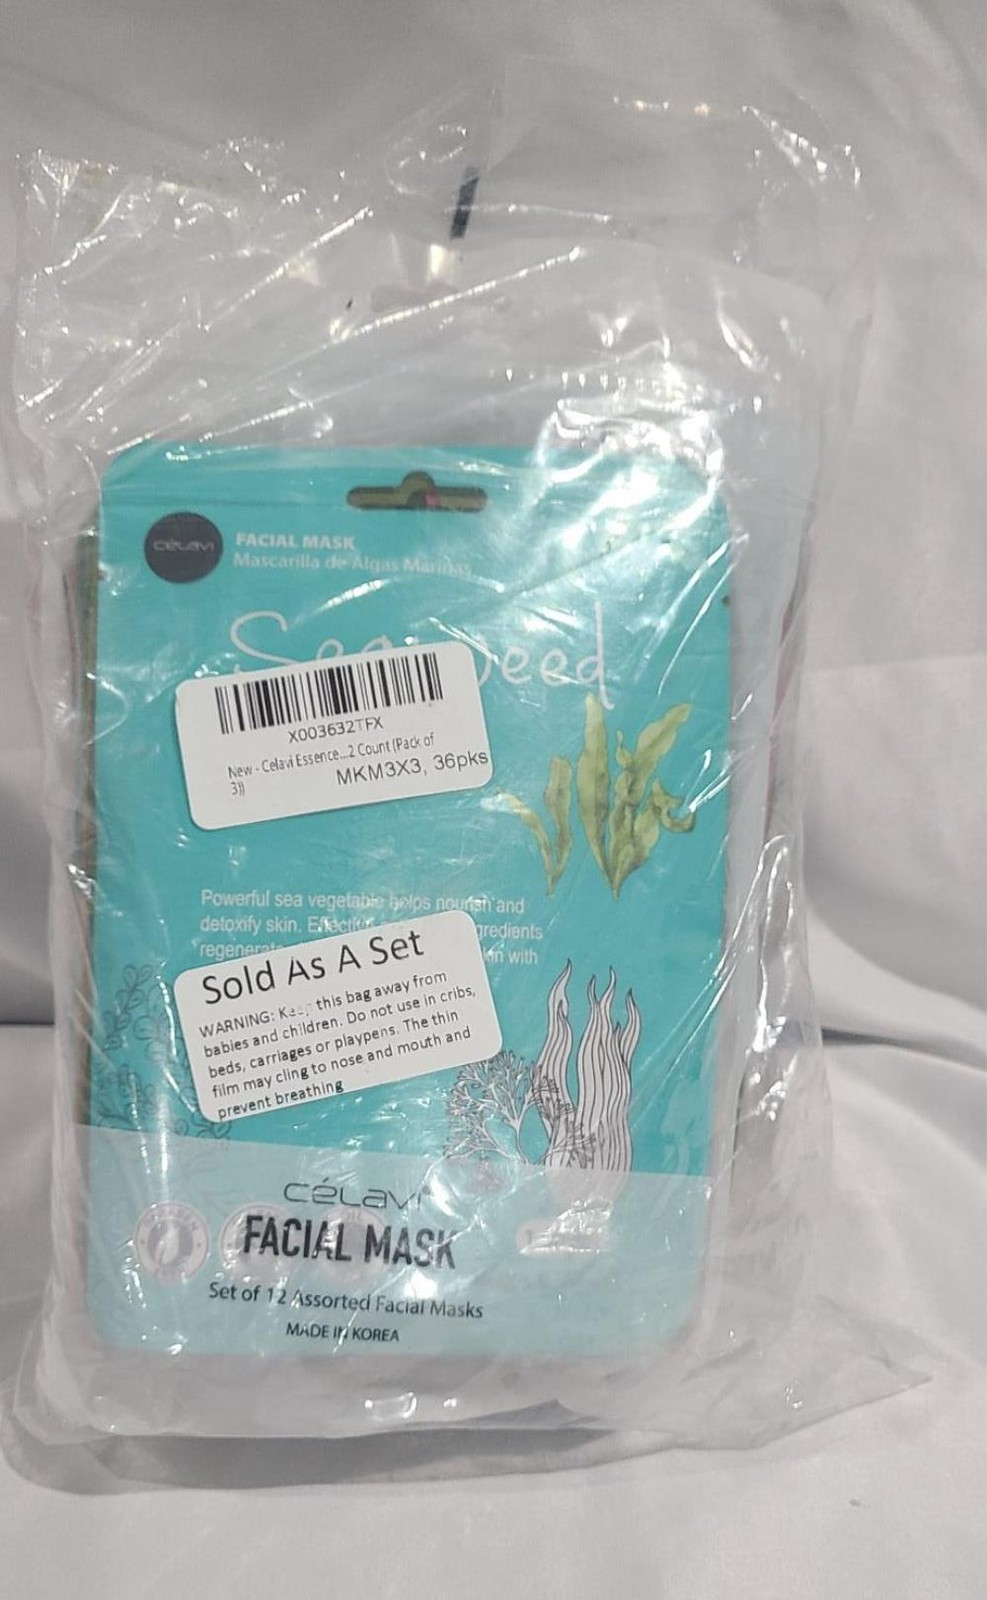 CÉLAVI
FACIAL MASK
Mascarilla de Algas Marinas
Seaweed
X003632TFX
New - Celavi Essence...2 Count (Pack of
3))
MKM3X3, 36pks
Powerful sea vegetable helps nourish and
detoxify skin. ingredients
with
Sold As A Set
WARNING: Keep this bag away from
babies and children. Do not use in cribs,
beds, carriages or playpens. The thin
film may cling to nose and mouth and
prevent breathing
CÉLAVI
FACIAL MASK
Set of 12 Assorted Facial Masks
MADE IN KOREA